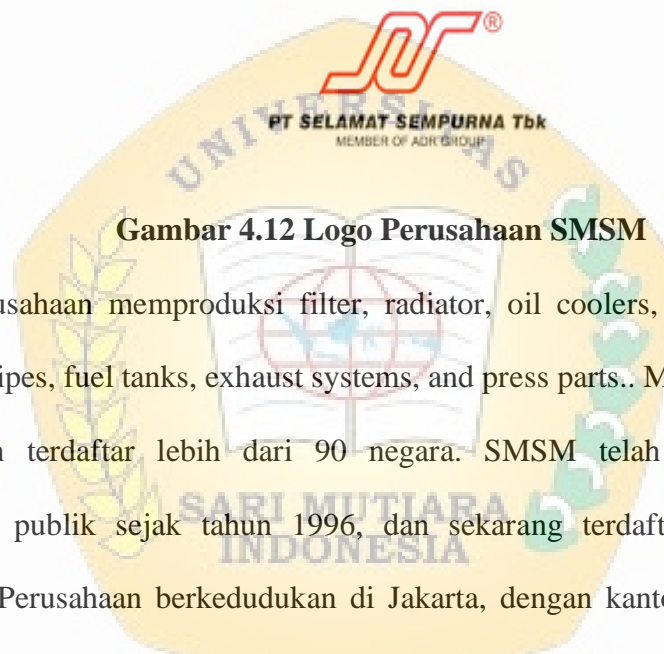 ®
PT SELAMAT SEMPURNA Tbk
MEMBER OF ADR GROUP
UNIVERSITAS
Gambar 4.12 Logo Perusahaan SMSM
usahaan memproduksi filter, radiator, oil coolers,
ipes, fuel tanks, exhaust systems, and press parts.. M
terdaftar lebih dari 90 negara. SMSM telah
publik sejak tahun 1996, dan sekarang terdaft
SARI MUTIARA
INDONESIA
Perusahaan berkedudukan di Jakarta, dengan kanto